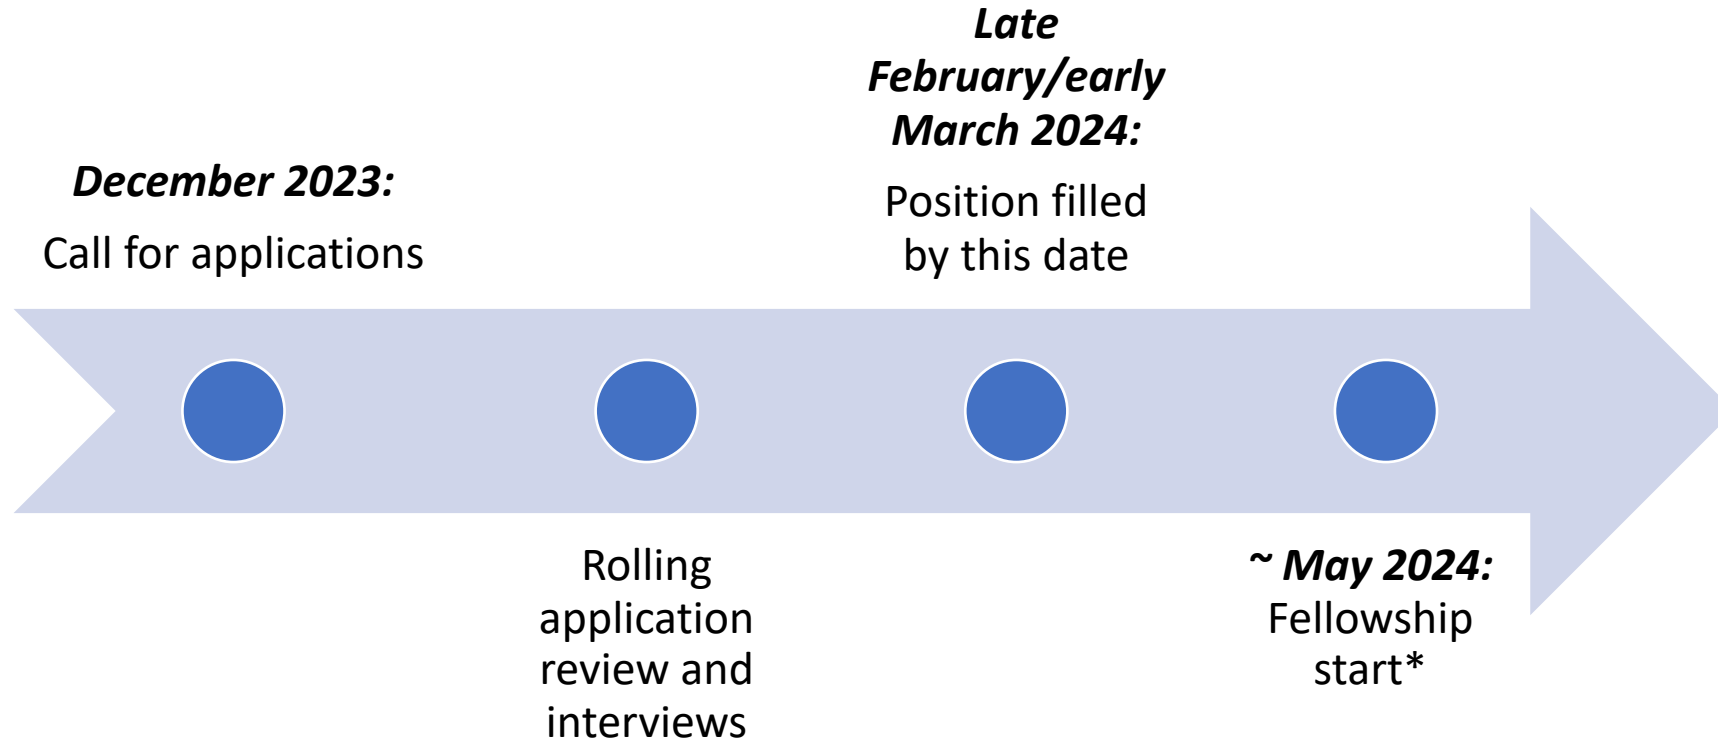 December 2023:
Call for applications
Rolling
application
review and
interviews
Late
February/early
March 2024:
Position filled
by this date
~ May 2024:
Fellowship
start*